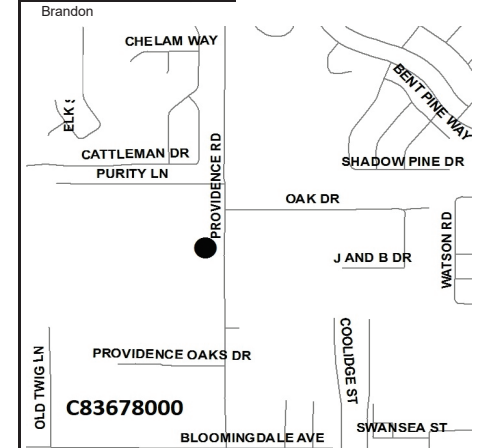 Brandon
CHELAM WAY
BENT PINE WAY
ELK
CATTLEMAN DR
PURITY LN
PROVIDENCE RD
SHADOW PINE DR
OAK DR
WATSON RD
J AND B DR
OLD TWIG LN
PROVIDENCE OAKS DR
COOLIDGE ST
C83678000
SWANSEA ST
BLOOMINGDALE AVE